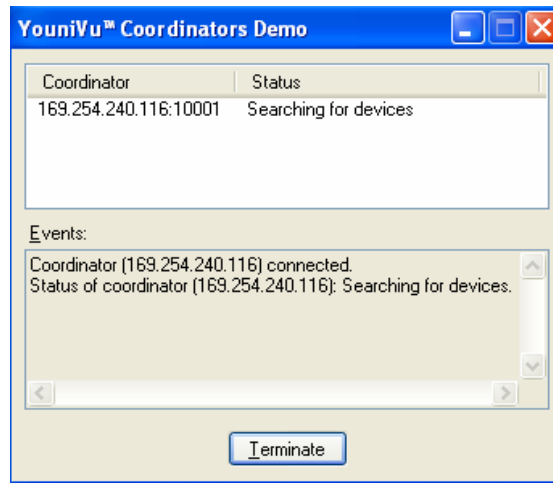 YouniVu™ Coordinators Demo
Coordinator Status
169.254.240.116:10001 Searching for devices
Events:
Coordinator (169.254.240.116) connected.
Status of coordinator (169.254.240.116): Searching for devices.
Terminate